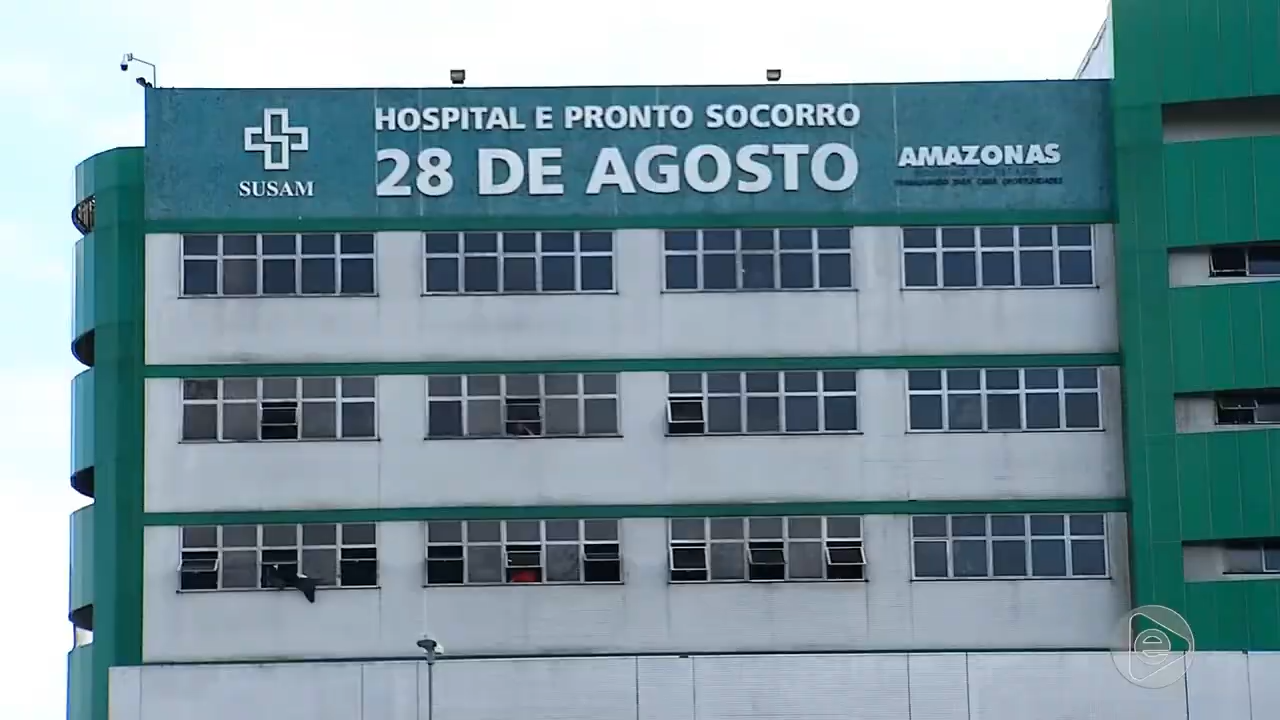 HOSPITAL E PRONTO SOCORRO
28 DE AGOSTO
SUSAM
AMAZONAS
e